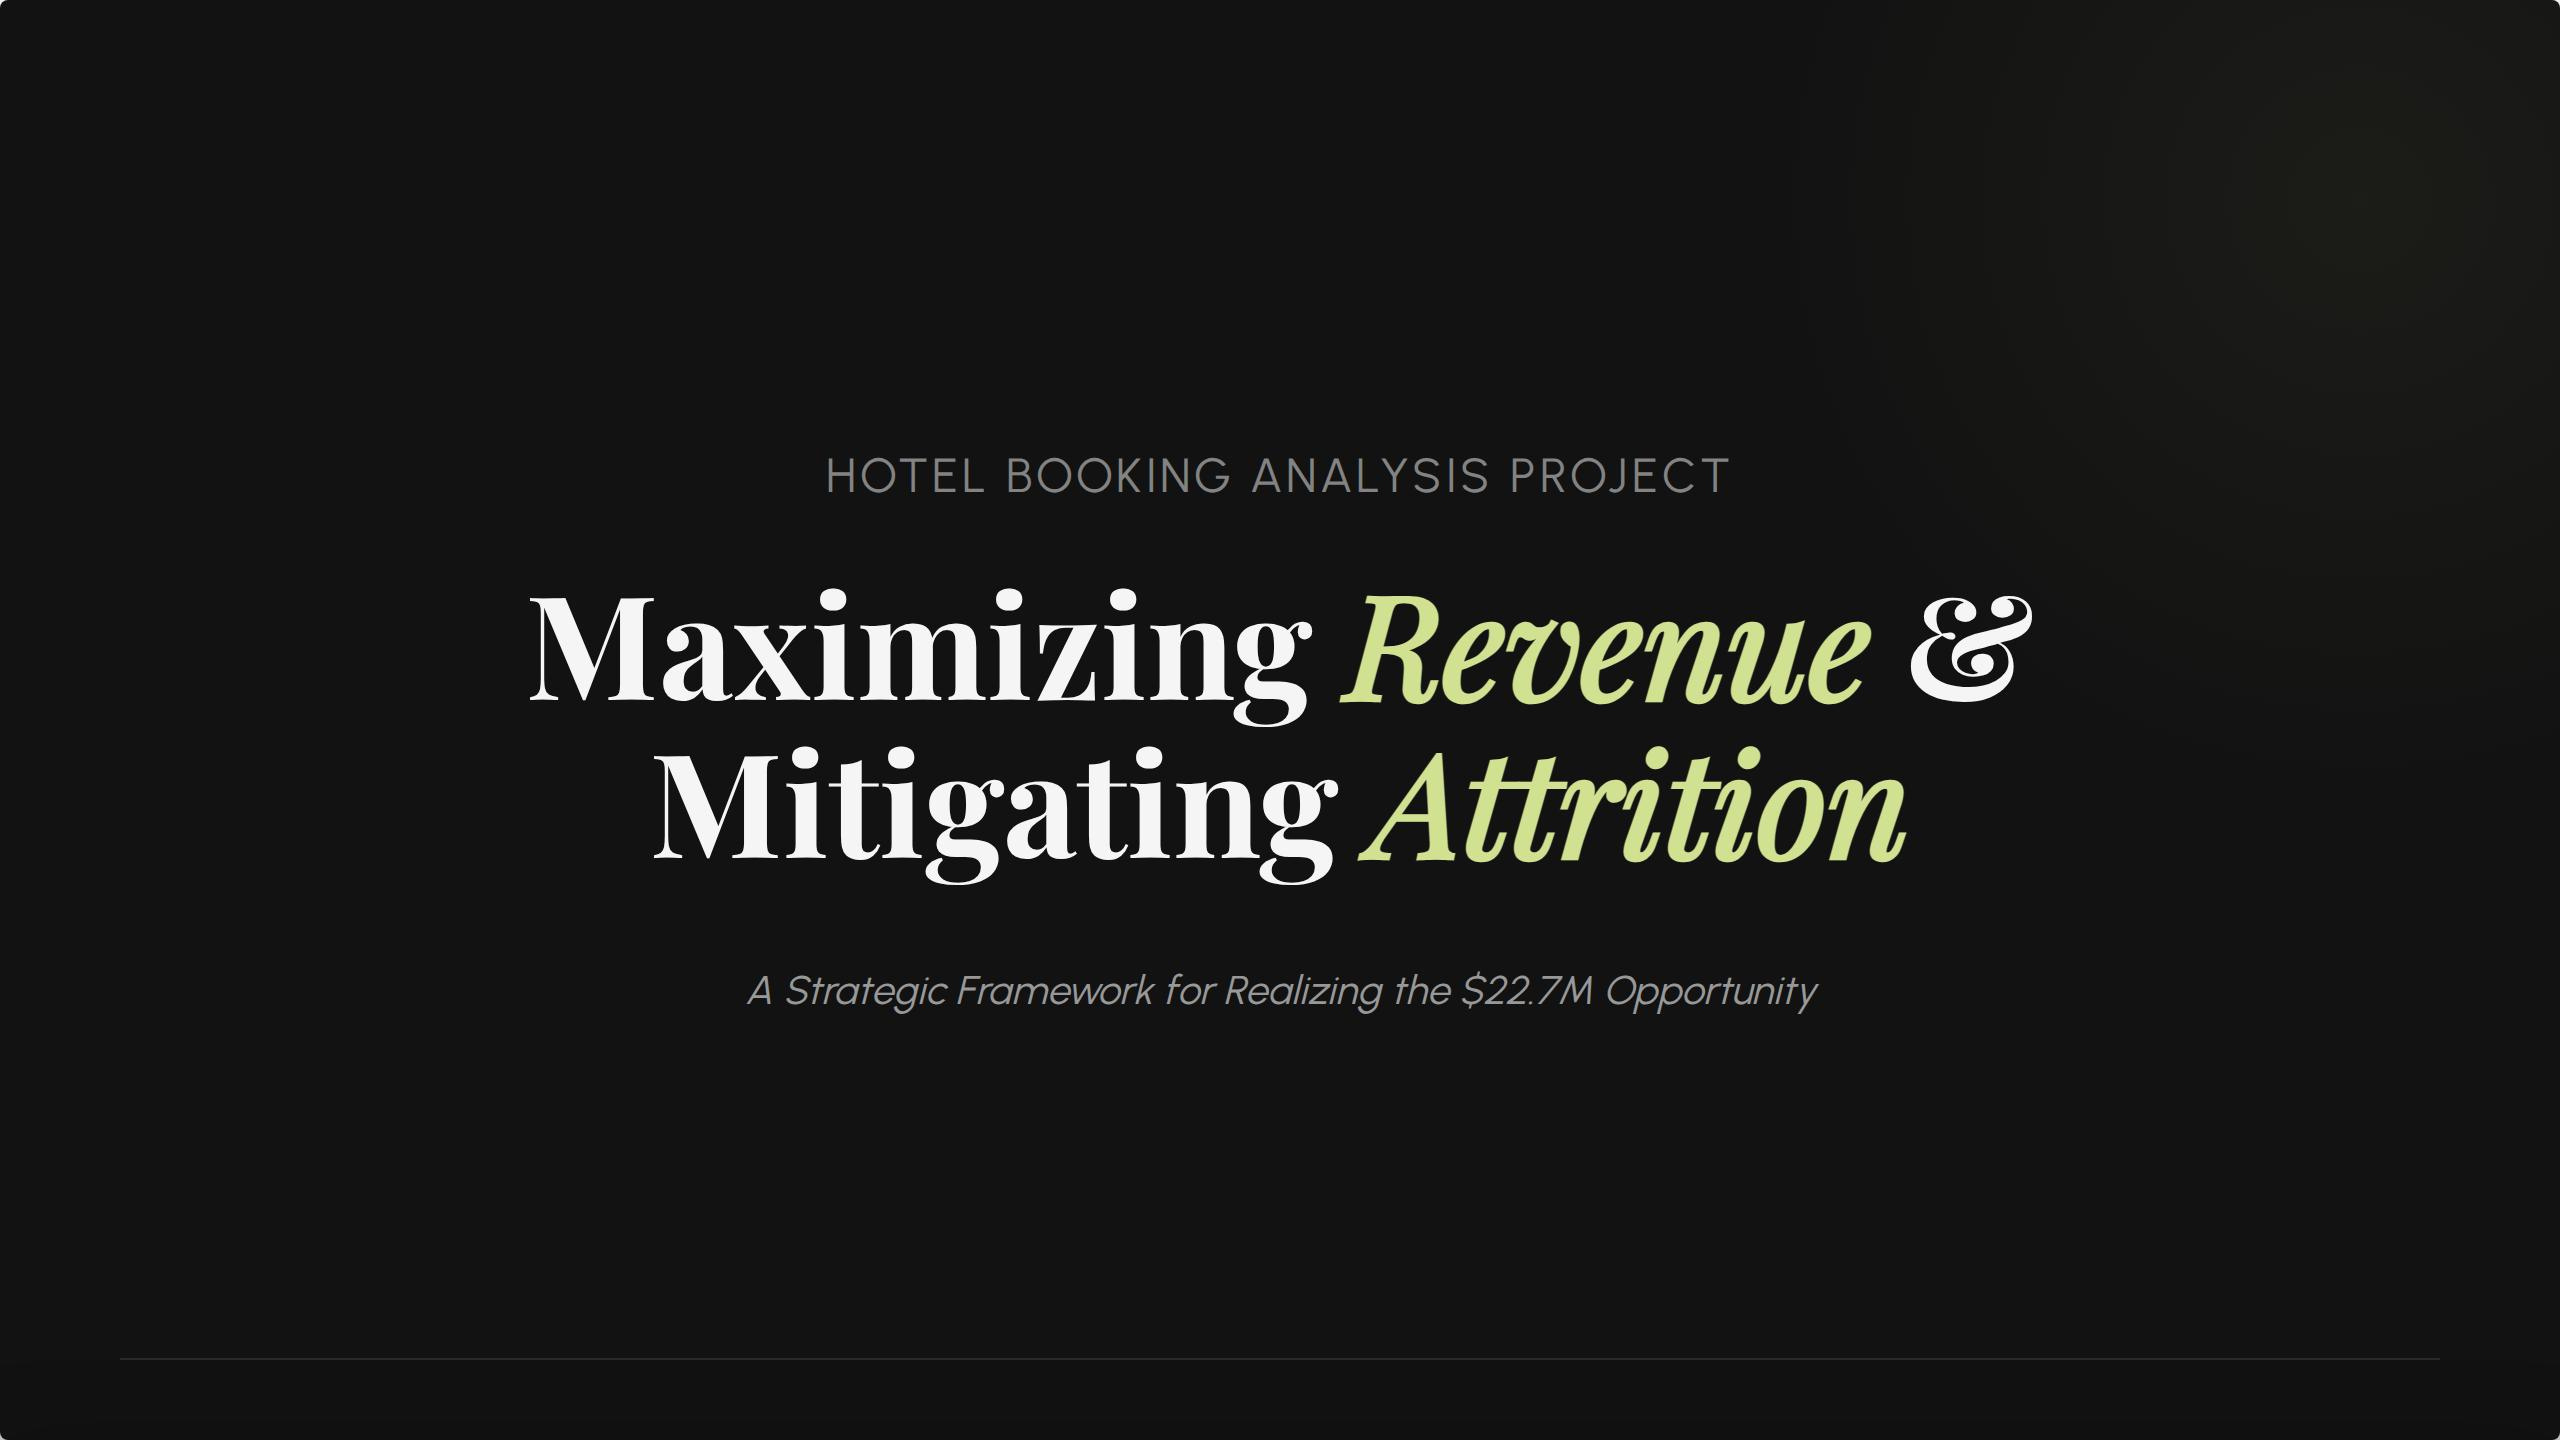 HOTEL BOOKING ANALYSIS PROJECT
Maximizing Revenue &
Mitigating Attrition
A Strategic Framework for Realizing the $22.7M Opportunity